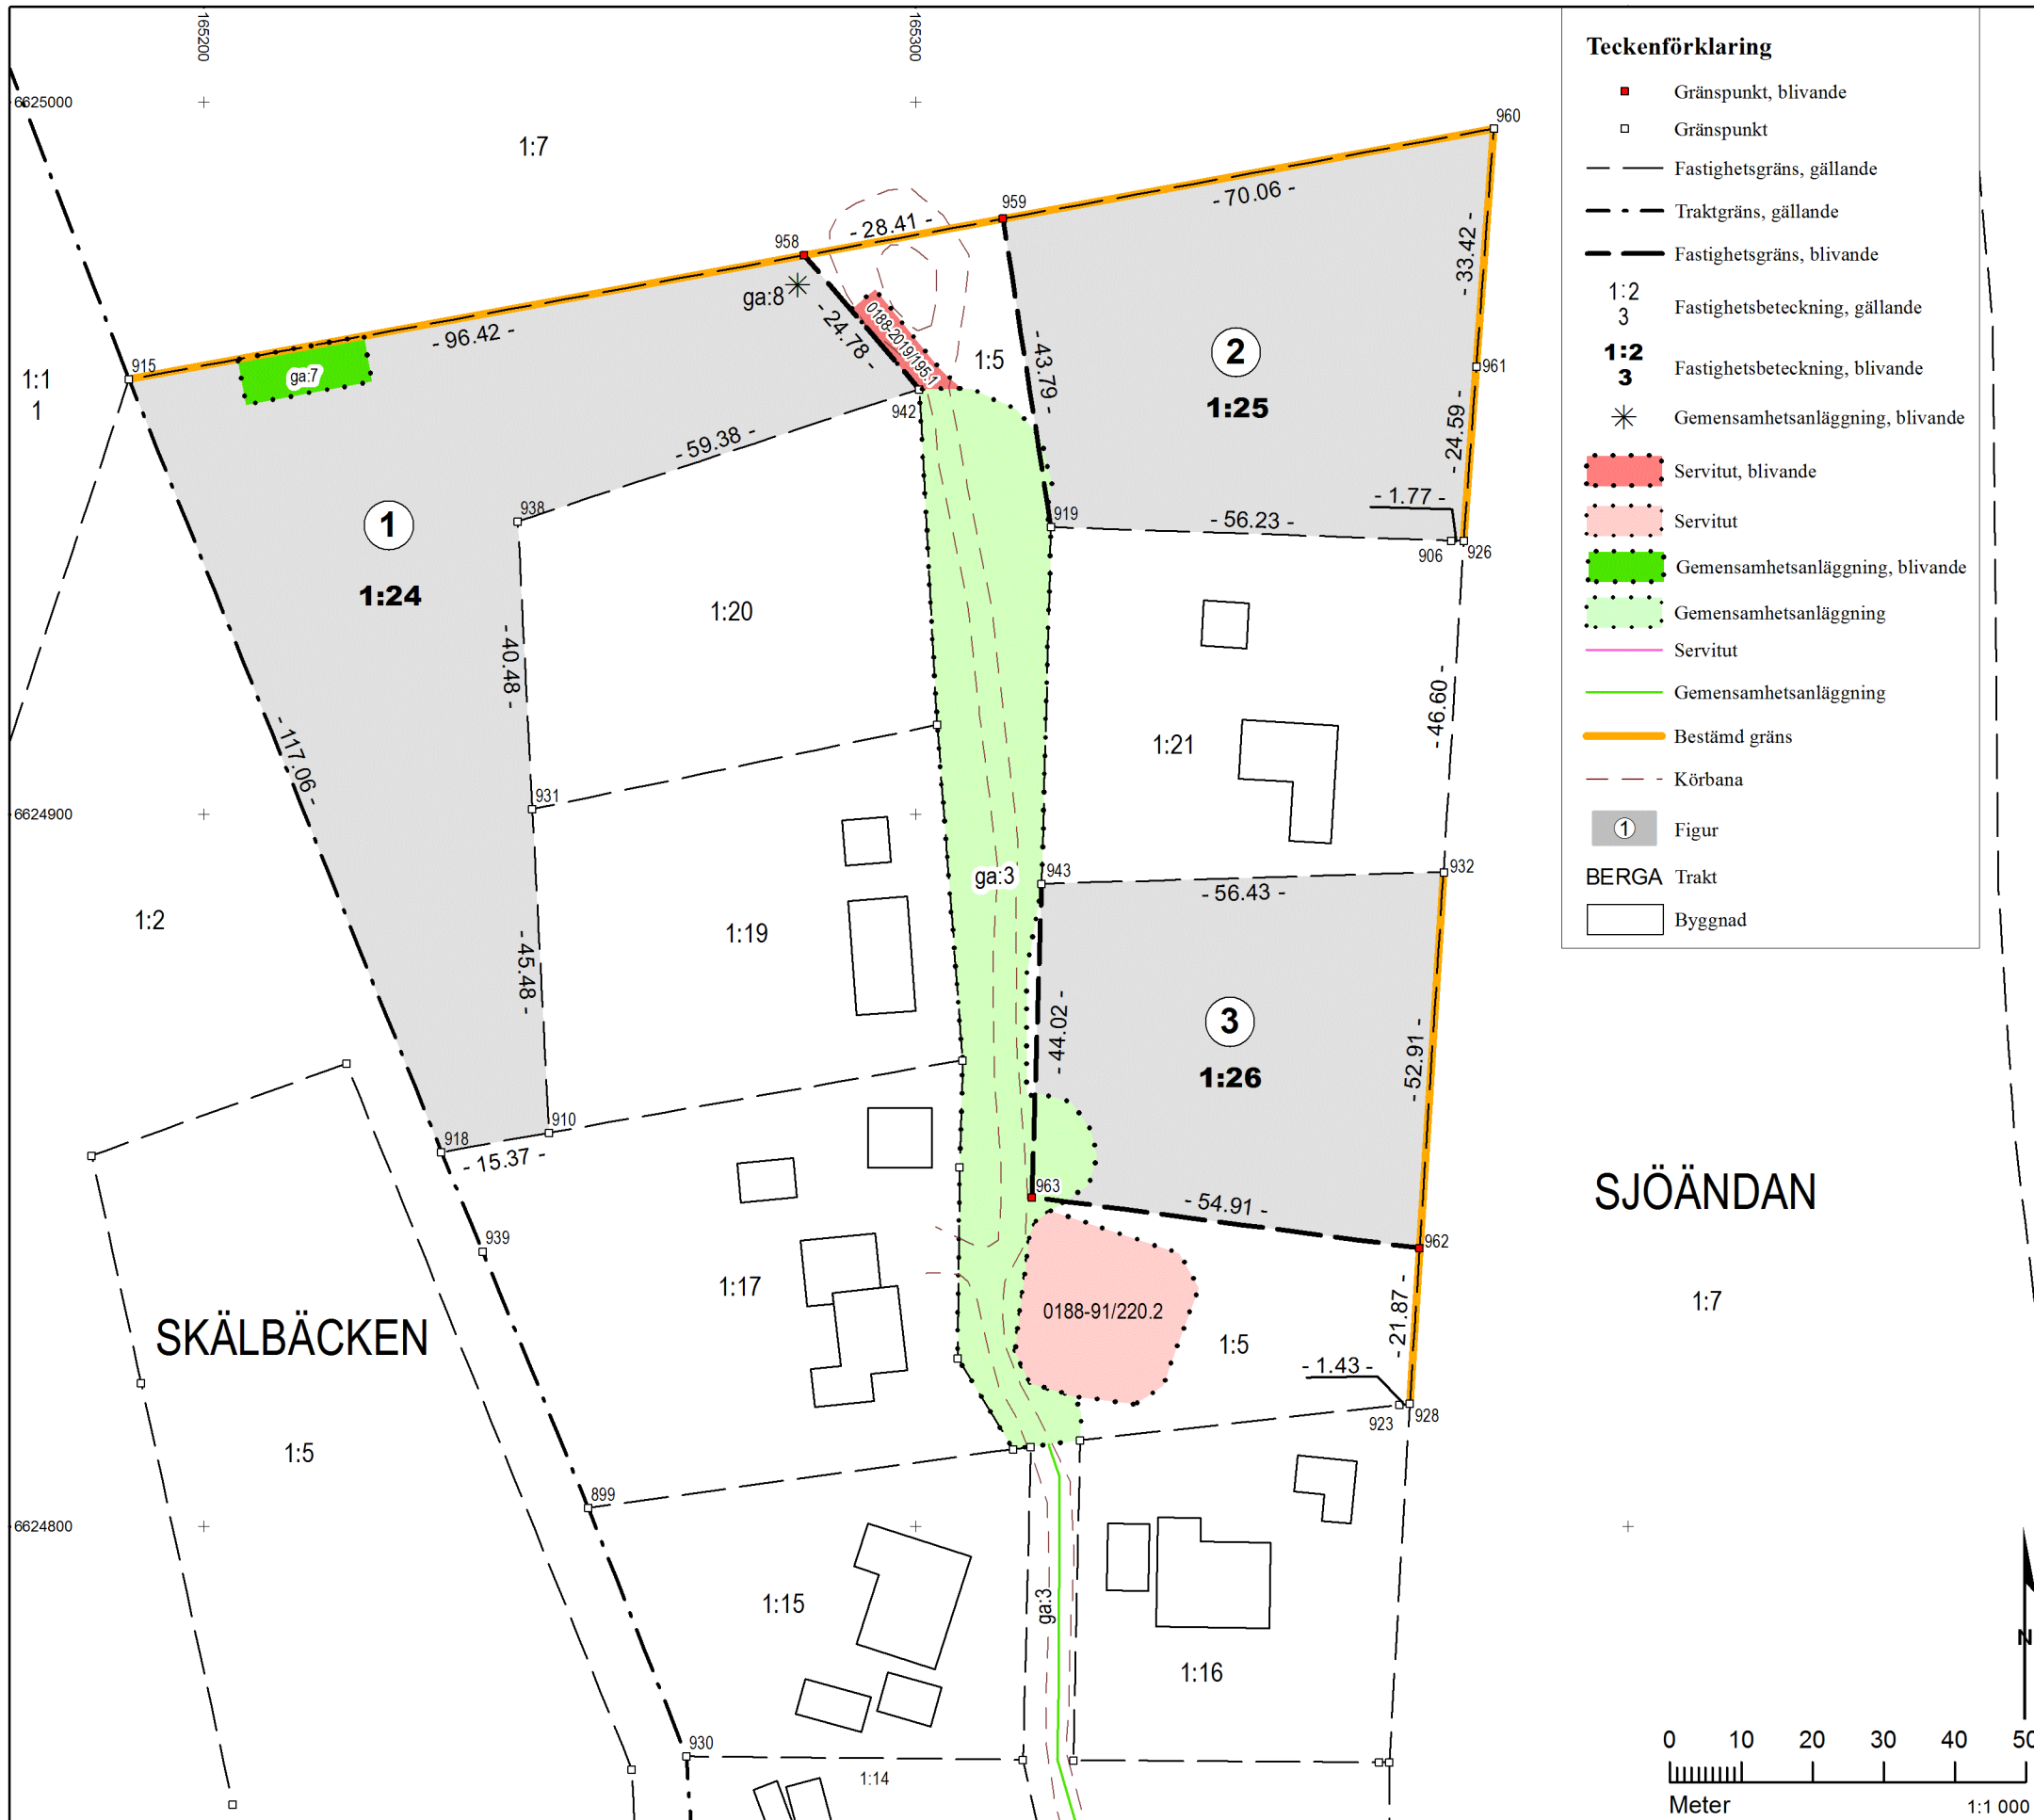 165200
165300
6625000
6624900
6624800
Teckenförklaring
Gränspunkt, blivande
Gränspunkt
Fastighetsgräns, gällande
Traktgräns, gällande
Fastighetsgräns, blivande
1:2
3
Fastighetsbeteckning, gällande
1:2
3
Fastighetsbeteckning, blivande
Gemensamhetsanläggning, blivande
Servitut, blivande
Servitut
Gemensamhetsanläggning, blivande
Gemensamhetsanläggning
Servitut
Gemensamhetsanläggning
Bestämd gräns
Körbana
1
Figur
BERGA
Trakt
Byggnad
960
1:7
959
- 70.06 -
- 28.41 -
958
- 33.42 -
ga:8
- 24.78 -
0188-2019/195.1
- 96.42 -
915
ga:7
1:1
1
1:5
- 43.79 -
2
1:25
961
942
- 59.38 -
- 24.59 -
- 1.77 -
938
1
1:24
919
- 56.23 -
906
926
1:20
- 40.48 -
- 46.60 -
1:21
- 117.06 -
931
ga:3
943
932
- 56.43 -
1:2
1:19
- 45.48 -
3
1:26
- 44.02 -
- 52.91 -
910
918
- 15.37 -
963
- 54.91 -
962
SJÖÄNDAN
939
1:17
1:7
0188-91/220.2
- 21.87 -
SKÄLBÄCKEN
1:5
- 1.43 -
923
928
1:5
899
1:15
ga:3
1:16
N
930
1:14
0
10
20
30
40
50
Meter
1:1 000